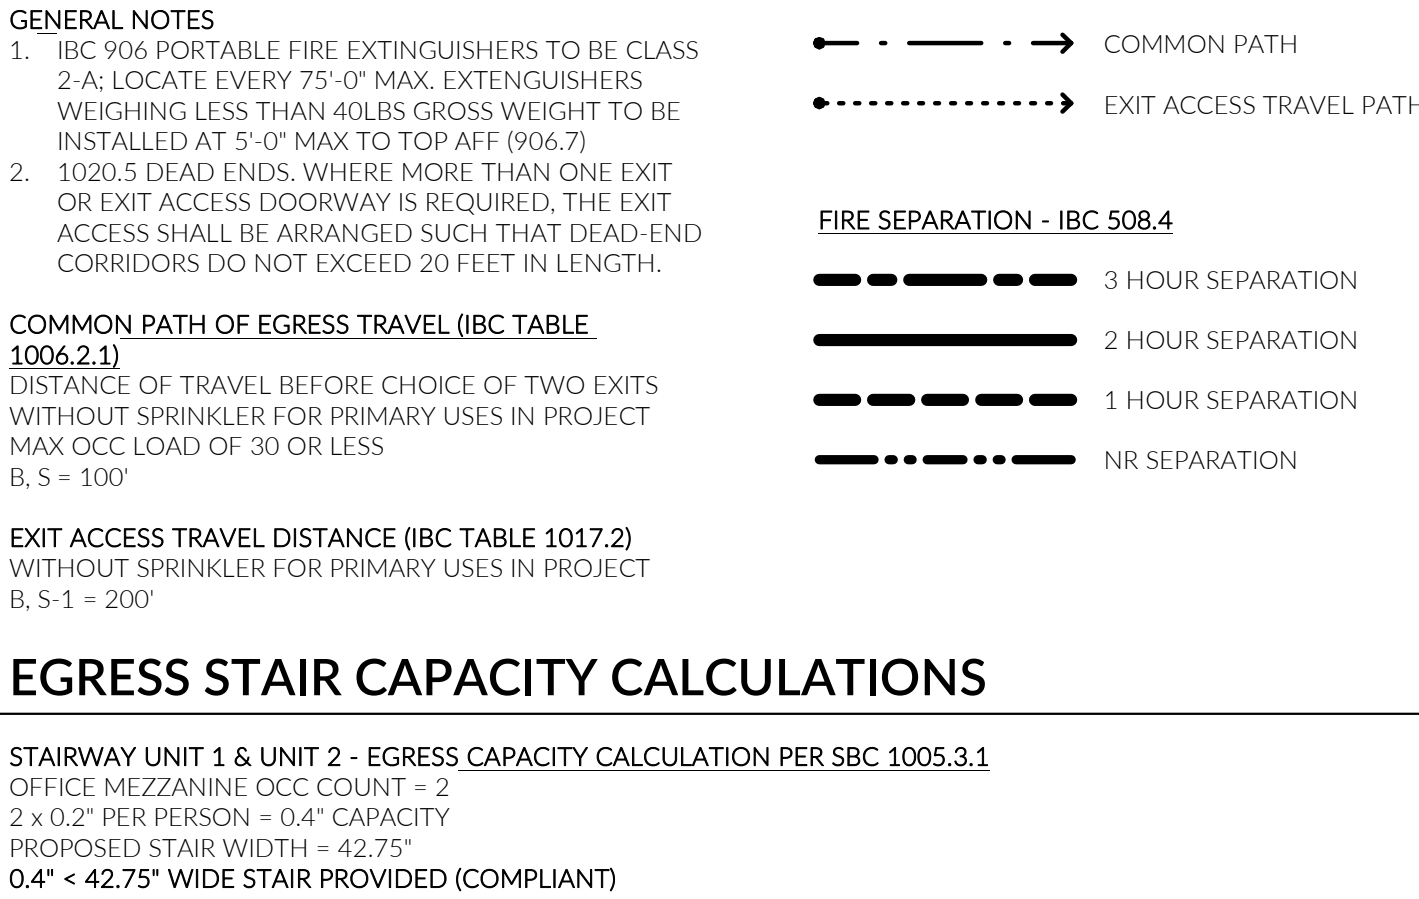 GENERAL NOTES
1. IBC 906 PORTABLE FIRE EXTINGUISHERS TO BE CLASS
2-A; LOCATE EVERY 75'-0" MAX. EXTENGUISHERS
WEIGHING LESS THAN 40LBS GROSS WEIGHT TO BE
INSTALLED AT 5'-0" MAX TO TOP AFF (906.7)
2. 1020.5 DEAD ENDS. WHERE MORE THAN ONE EXIT
OR EXIT ACCESS DOORWAY IS REQUIRED, THE EXIT
ACCESS SHALL BE ARRANGED SUCH THAT DEAD-END
CORRIDORS DO NOT EXCEED 20 FEET IN LENGTH.
COMMON PATH OF EGRESS TRAVEL (IBC TABLE
1006.2.1)
DISTANCE OF TRAVEL BEFORE CHOICE OF TWO EXITS
WITHOUT SPRINKLER FOR PRIMARY USES IN PROJECT
MAX OCC LOAD OF 30 OR LESS
B, S = 100'
EXIT ACCESS TRAVEL DISTANCE (IBC TABLE 1017.2)
WITHOUT SPRINKLER FOR PRIMARY USES IN PROJECT
B, S-1 = 200'
COMMON PATH
EXIT ACCESS TRAVEL PATH
FIRE SEPARATION - IBC 508.4
3 HOUR SEPARATION
2 HOUR SEPARATION
1 HOUR SEPARATION
NR SEPARATION
EGRESS STAIR CAPACITY CALCULATIONS
STAIRWAY UNIT 1 & UNIT 2 - EGRESS CAPACITY CALCULATION PER SBC 1005.3.1
OFFICE MEZZANINE OCC COUNT = 2
2 x 0.2" PER PERSON = 0.4" CAPACITY
PROPOSED STAIR WIDTH = 42.75"
0.4" < 42.75" WIDE STAIR PROVIDED (COMPLIANT)